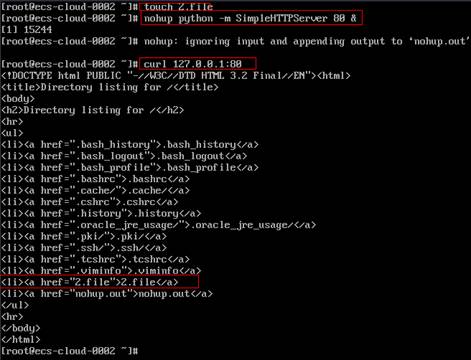 [root@ecs-cloud-0002 ~]# touch 2.file
[root@ecs-cloud-0002 ~]# nohup python -m SimpleHTTPServer 80 &
[1] 15244
[root@ecs-cloud-0002 ~]# nohup: ignoring input and appending output to ‘nohup.out’
[root@ecs-cloud-0002 ~]# curl 127.0.0.1:80
<!DOCTYPE html PUBLIC "-//W3C//DTD HTML 3.2 Final//EN"><html>
<title>Directory listing for /</title>
<body>
<h2>Directory listing for /</h2>
<hr>
<ul>
<li><a href=".bash_history">.bash_history</a>
<li><a href=".bash_logout">.bash_logout</a>
<li><a href=".bash_profile">.bash_profile</a>
<li><a href=".bashrc">.bashrc</a>
<li><a href=".cache/">.cache/</a>
<li><a href=".cshrc">.cshrc</a>
<li><a href=".history">.history</a>
<li><a href=".oracle_jre_usage/">.oracle_jre_usage/</a>
<li><a href=".pki/">.pki/</a>
<li><a href=".ssh/">.ssh/</a>
<li><a href=".tcshrc">.tcshrc</a>
<li><a href=".viminfo">.viminfo</a>
<li><a href="2.file">2.file</a>
<li><a href="nohup.out">nohup.out</a>
</ul>
<hr>
</body>
</html>
[root@ecs-cloud-0002 ~]#